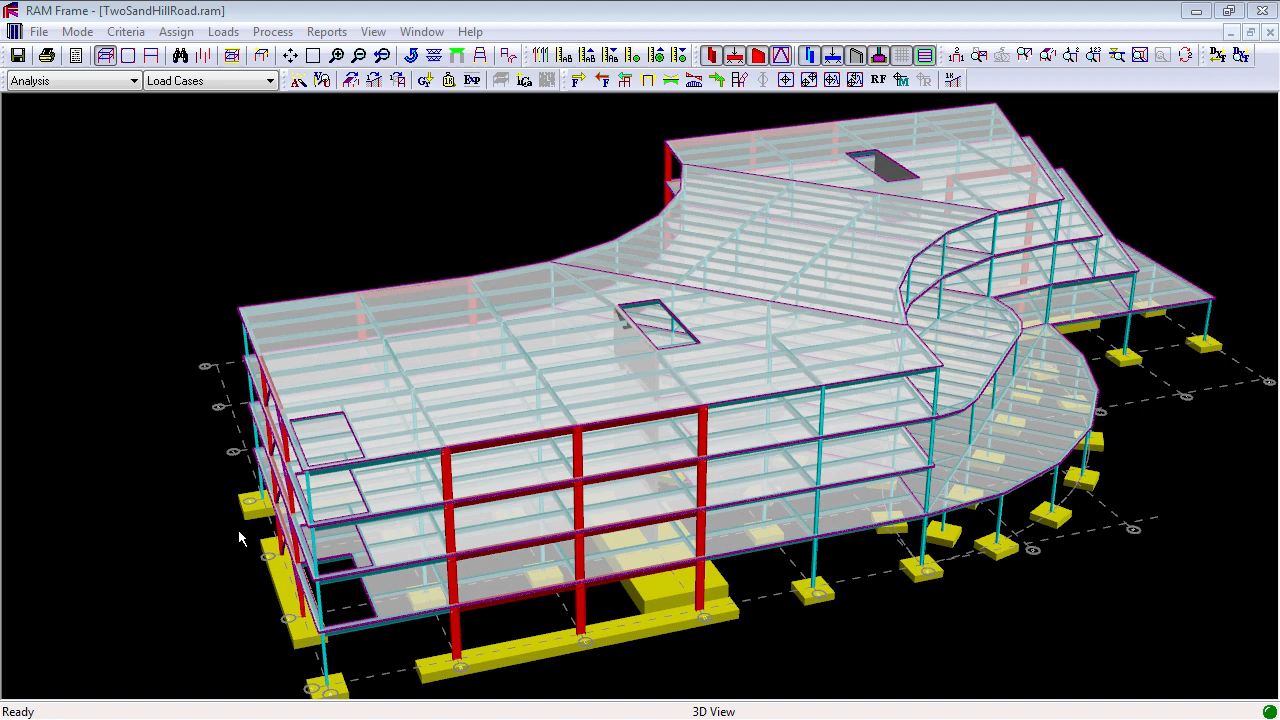 RAM Frame - [TwoSandHillRoad.ram]
File Mode Criteria Assign Loads Process Reports View Window Help
Analysis Load Cases
RF
Ready 3D View